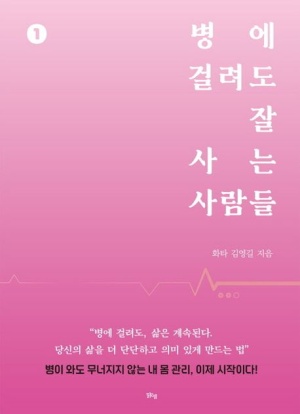 1
병에
걸려도
잘
사는
사람들
화타 김영길 지음
“병에 걸려도, 삶은 계속된다.
당신의 삶을 더 단단하고 의미 있게 만드는 법”
병이 와도 무너지지 않는 내 몸 관리, 이제 시작이다!